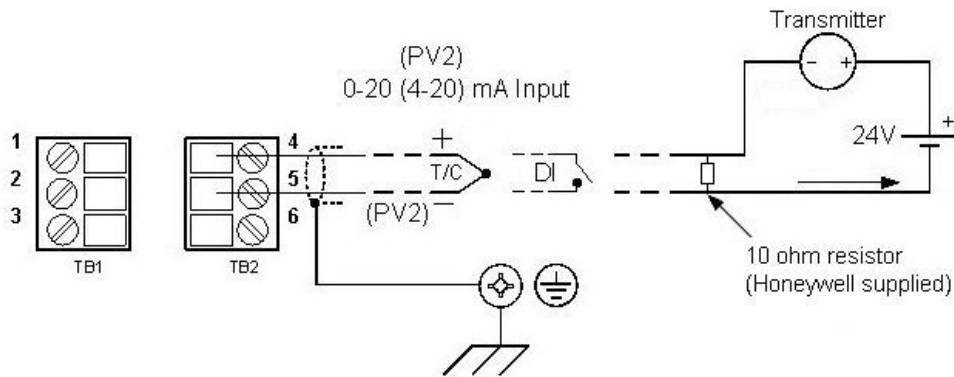 Transmitter
(PV2)
0-20 (4-20) mA Input
+
- +
24V
+
1
2
3
TB1
4
5
6
TB2
+
T/C
–
(PV2)
DI
10 ohm resistor
(Honeywell supplied)